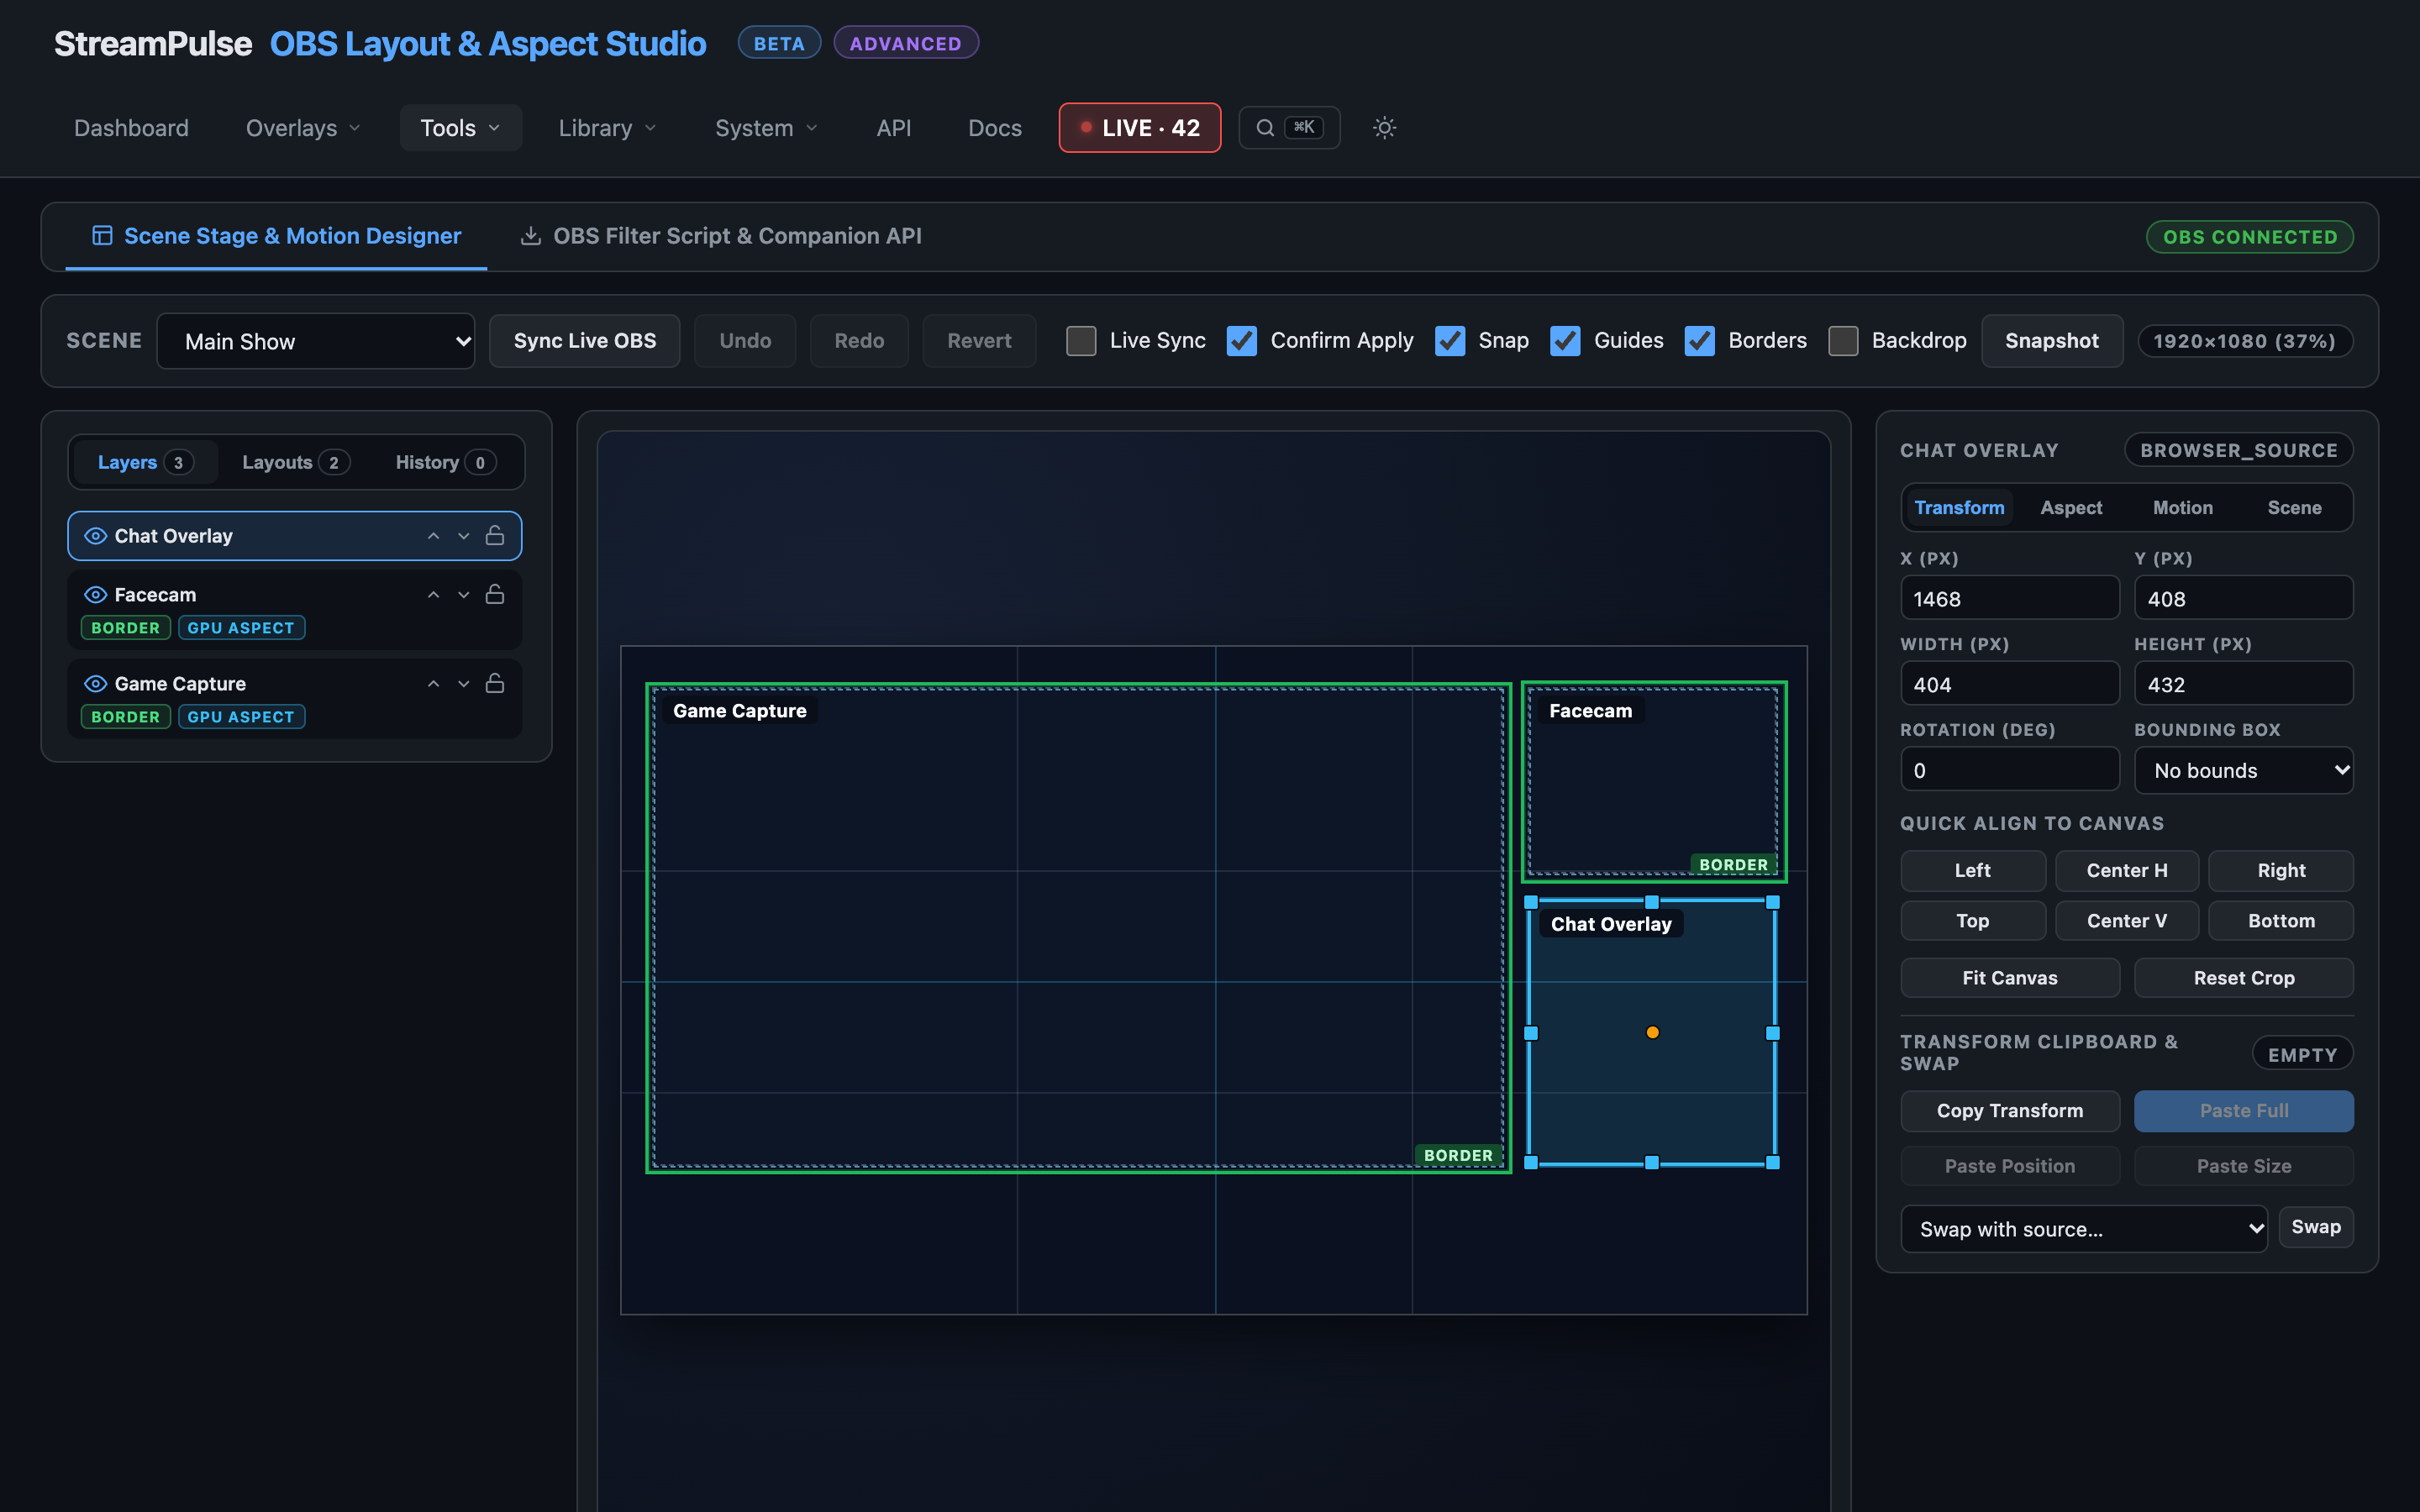 StreamPulse OBS Layout & Aspect Studio BETA ADVANCED
Dashboard Overlays Tools Library System API Docs LIVE · 42 ⌘K
Scene Stage & Motion Designer OBS Filter Script & Companion API OBS CONNECTED
SCENE Main Show Sync Live OBS Undo Redo Revert Live Sync Confirm Apply Snap Guides Borders Backdrop Snapshot 1920×1080 (37%)
Layers 3 Layouts 2 History 0
Chat Overlay
Facecam
BORDER GPU ASPECT
Game Capture
BORDER GPU ASPECT
Game Capture
BORDER
Facecam
BORDER
Chat Overlay
CHAT OVERLAY BROWSER_SOURCE
Transform Aspect Motion Scene
X (PX) Y (PX)
1468 408
WIDTH (PX) HEIGHT (PX)
404 432
ROTATION (DEG) BOUNDING BOX
0 No bounds
QUICK ALIGN TO CANVAS
Left Center H Right
Top Center V Bottom
Fit Canvas Reset Crop
TRANSFORM CLIPBOARD &
SWAP EMPTY
Copy Transform Paste Full
Paste Position Paste Size
Swap with source... Swap